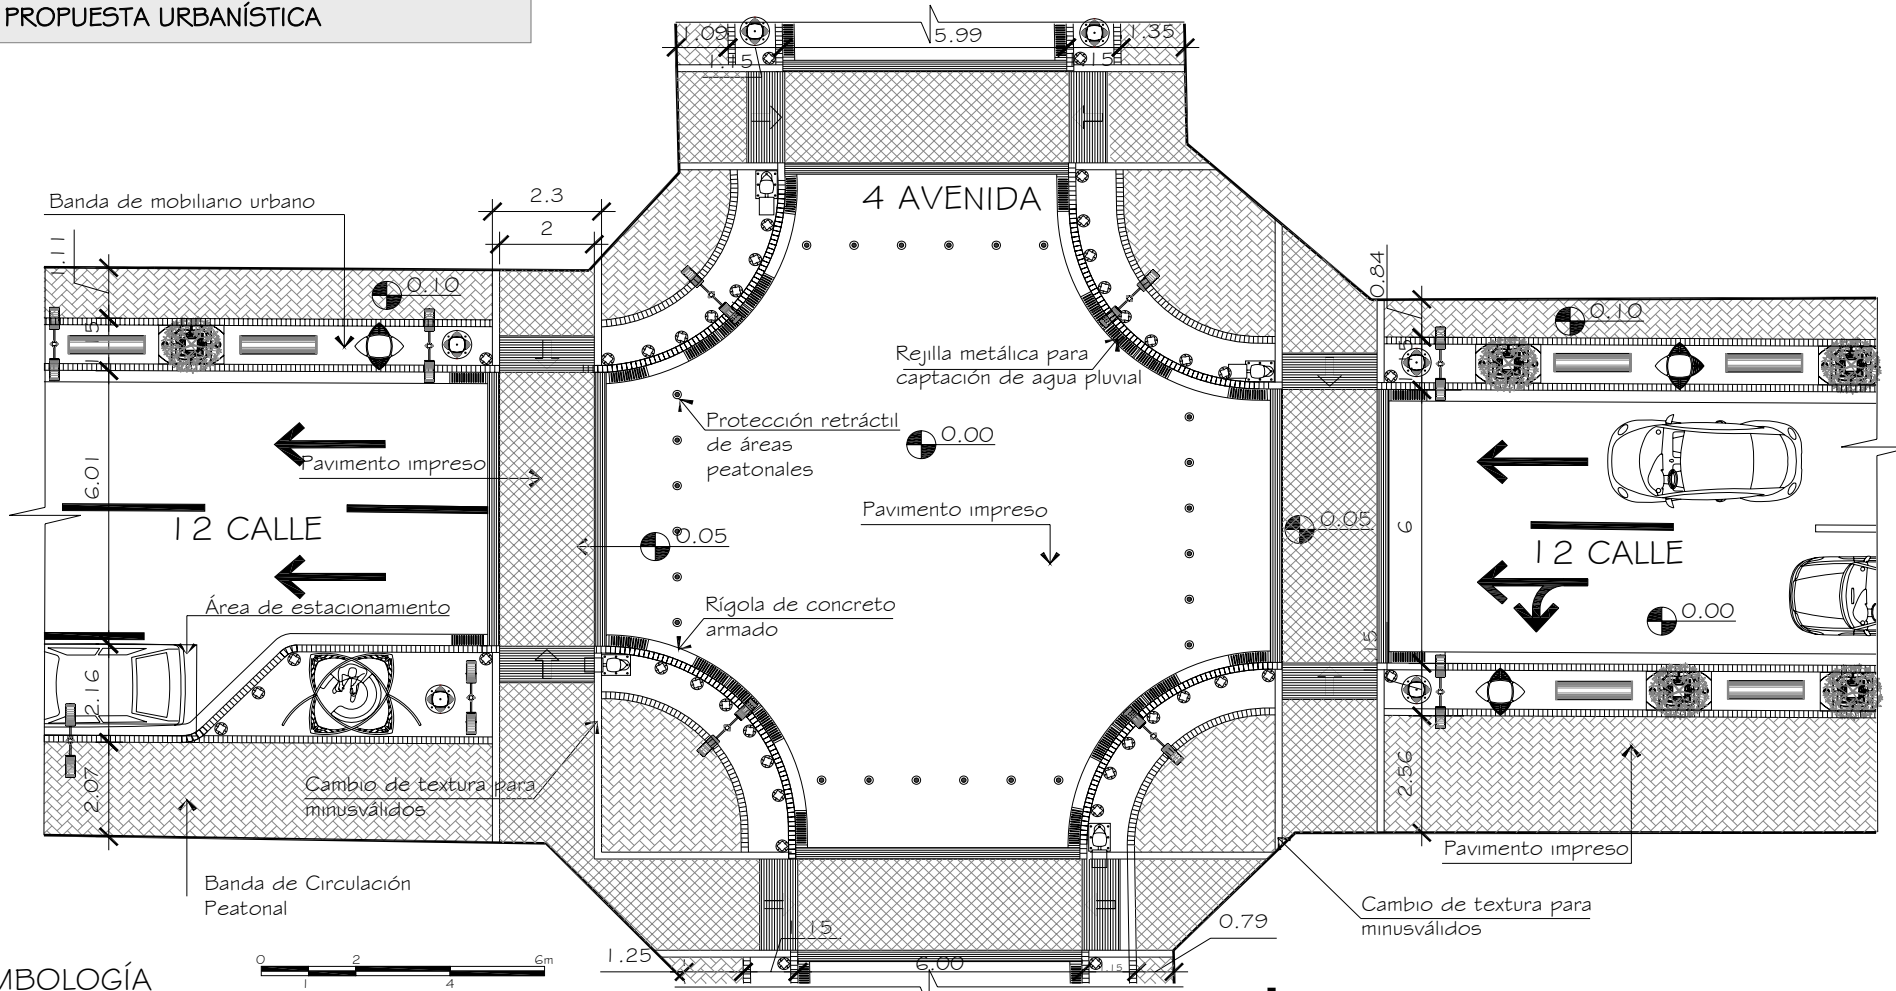 PROPUESTA URBANÍSTICA
1.09
5.99
1.35
1.15
.15
4 AVENIDA
Banda de mobiliario urbano
2.3
2
1.11
0.10
0.84
0.10
Rejilla metálica para
captación de agua pluvial
Protección retráctil
de áreas
peatonales
0.00
Pavimento impreso
6.01
12 CALLE
Pavimento impreso
0.05
0.05
6
12 CALLE
Área de estacionamiento
Rígola de concreto
armado
0.00
.15
2.16
2.07
2.56
Cambio de textura para
minusválidos
Pavimento impreso
Banda de Circulación
Peatonal
Cambio de textura para
minusválidos
0.79
1.25
6.00
.15
MBOLOGÍA
0 2 6m
1 4